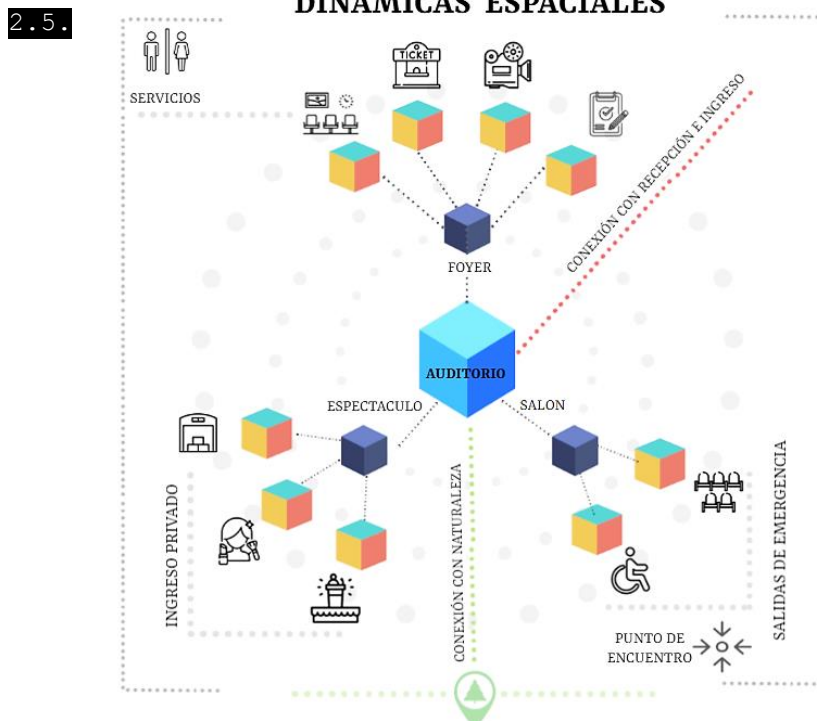 2.5.
DINÁMICAS ESPACIALES
SERVICIOS
TICKET
CONEXIÓN CON RECEPCIÓN E INGRESO
FOYER
AUDITORIO
ESPECTACULO
SALON
INGRESO PRIVADO
CONEXIÓN CON NATURALEZA
SALIDAS DE EMERGENCIA
PUNTO DE
ENCUENTRO